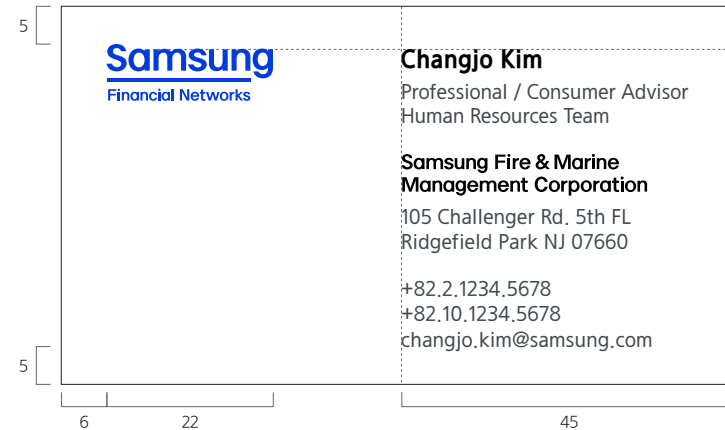 5
Samsung
Financial Networks
Changjo Kim
Professional / Consumer Advisor
Human Resources Team
Samsung Fire & Marine
Management Corporation
105 Challenger Rd. 5th FL
Ridgefield Park NJ 07660
+82.2.1234.5678
+82.10.1234.5678
changjo.kim@samsung.com
5
6
22
45